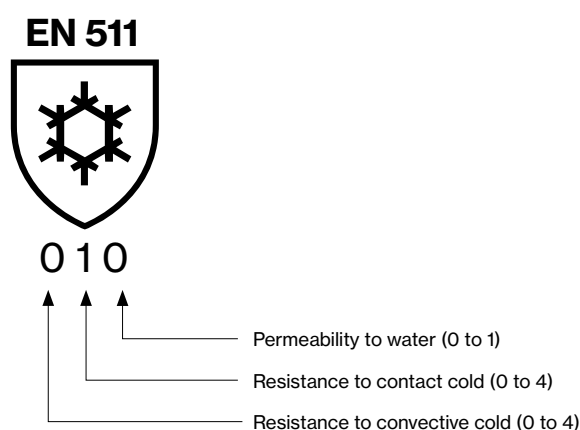 EN 511
0 1 0
Permeability to water (0 to 1)
Resistance to contact cold (0 to 4)
Resistance to convective cold (0 to 4)